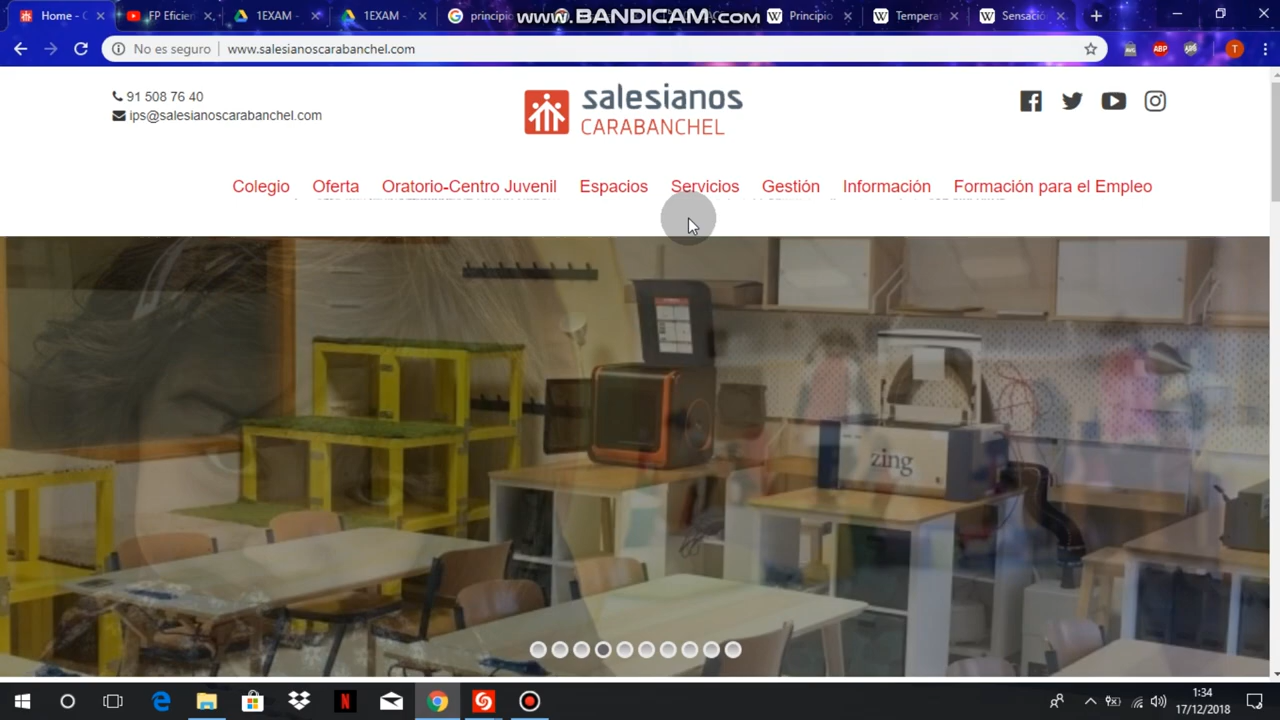 Home - C
FP Eficien
1EXAM -
1EXAM -
principio
www.BANDICAM.com
Principio
Tempera
Sensació
No es seguro
www.salesianoscarabanchel.com
ABP
T
91 508 76 40
ips@salesianoscarabanchel.com
salesianos
CARABANCHEL
Colegio Oferta Oratorio-Centro Juvenil Espacios Servicios Gestión Información Formación para el Empleo
zing
1:34
17/12/2018